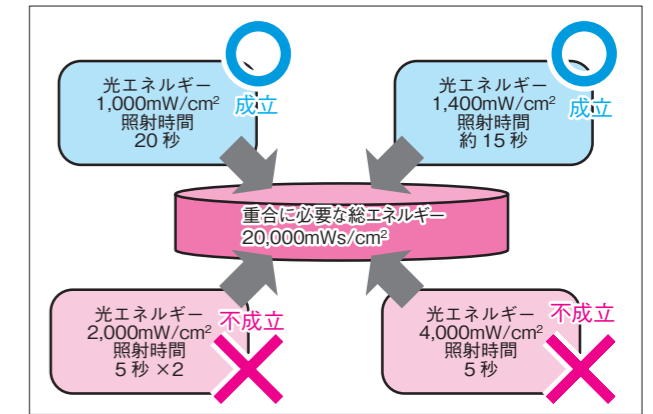 光エネルギー
1,000mW/cm²
照射時間
20秒
成立
光エネルギー
1,400mW/cm²
照射時間
約15秒
成立
重合に必要な総エネルギー
20,000mWs/cm²
光エネルギー
2,000mW/cm²
照射時間
5秒×2
不成立
光エネルギー
4,000mW/cm²
照射時間
5秒
不成立